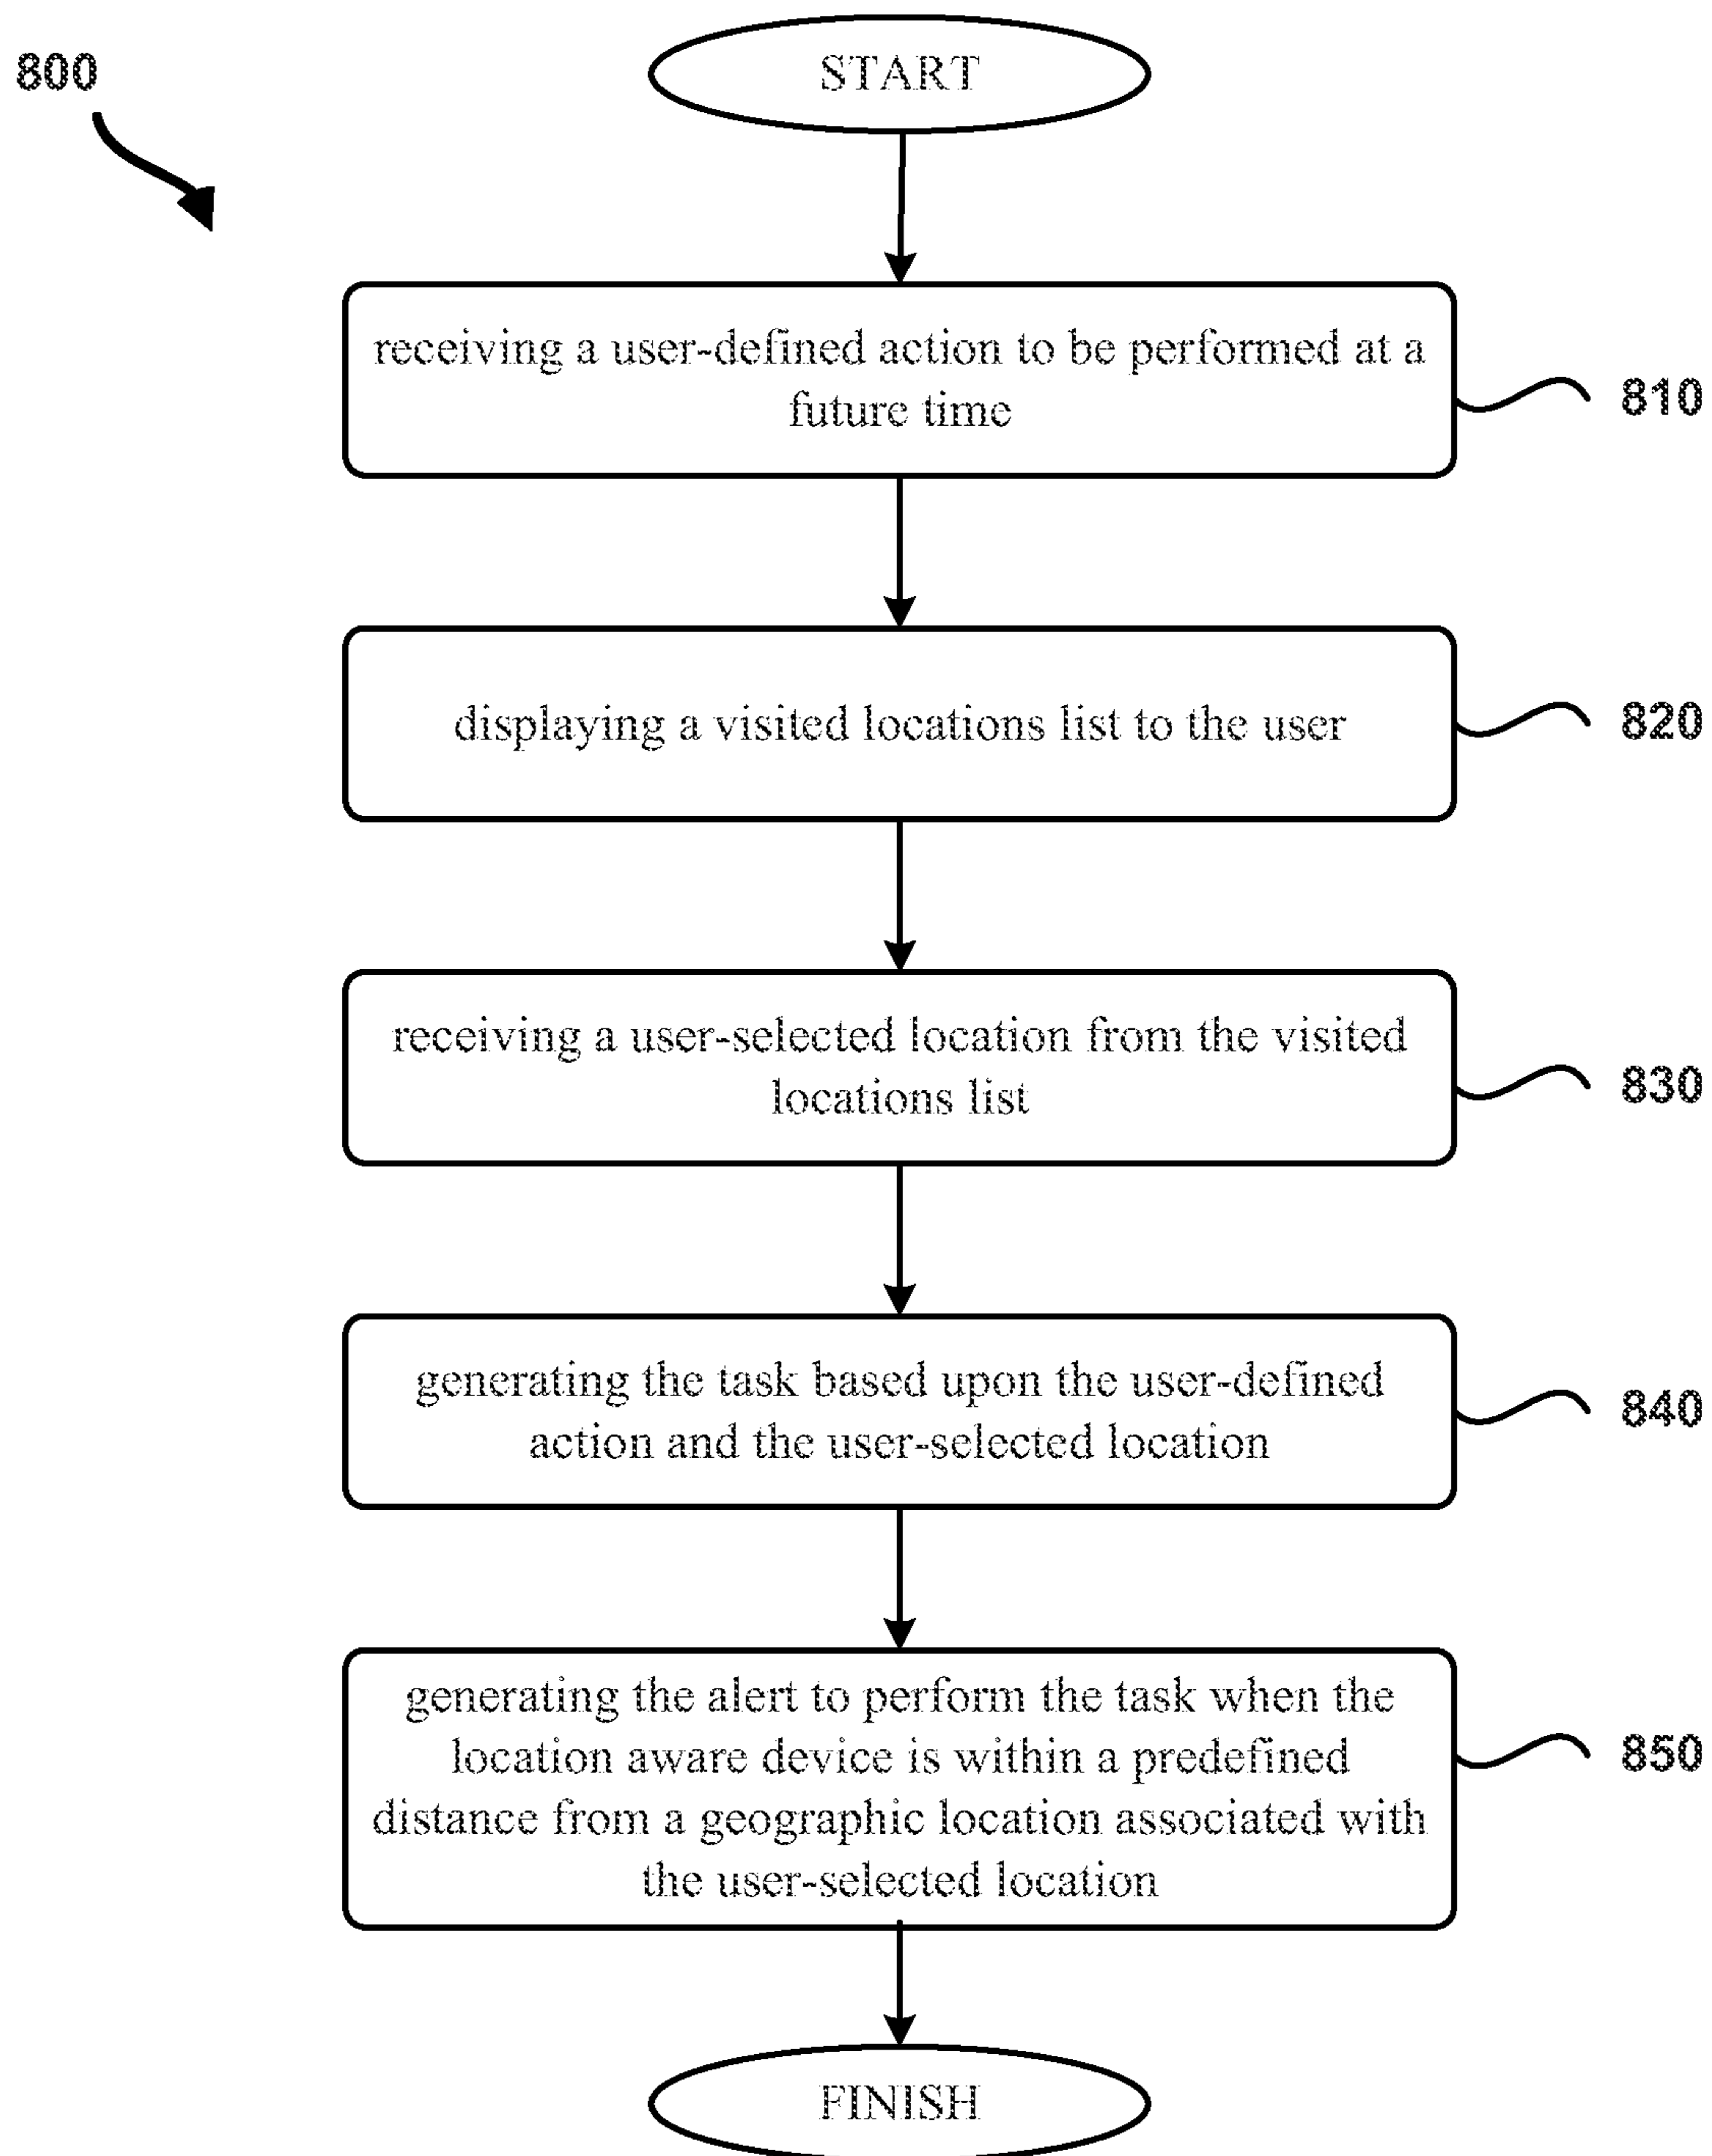 800
START
receiving a user-defined action to be performed at a
future time
810
displaying a visited locations list to the user
820
receiving a user-selected location from the visited
locations list
830
generating the task based upon the user-defined
action and the user-selected location
840
generating the alert to perform the task when the
location aware device is within a predefined
distance from a geographic location associated with
the user-selected location
850
FINISH